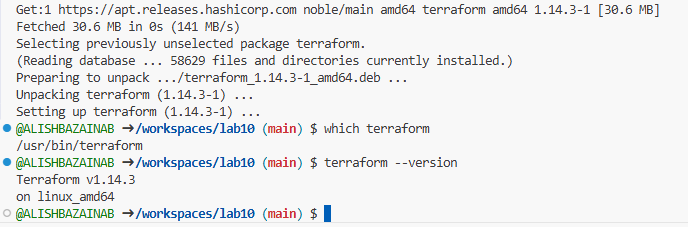 Get:1 https://apt.releases.hashicorp.com noble/main amd64 terraform amd64 1.14.3-1 [30.6 MB]
Fetched 30.6 MB in 0s (141 MB/s)
Selecting previously unselected package terraform.
(Reading database ... 58629 files and directories currently installed.)
Preparing to unpack .../terraform_1.14.3-1_amd64.deb ...
Unpacking terraform (1.14.3-1) ...
Setting up terraform (1.14.3-1) ...
@ALISHBAZAINAB ➜/workspaces/lab10 (main) $ which terraform
/usr/bin/terraform
@ALISHBAZAINAB ➜/workspaces/lab10 (main) $ terraform --version
Terraform v1.14.3
on linux_amd64
@ALISHBAZAINAB ➜/workspaces/lab10 (main) $